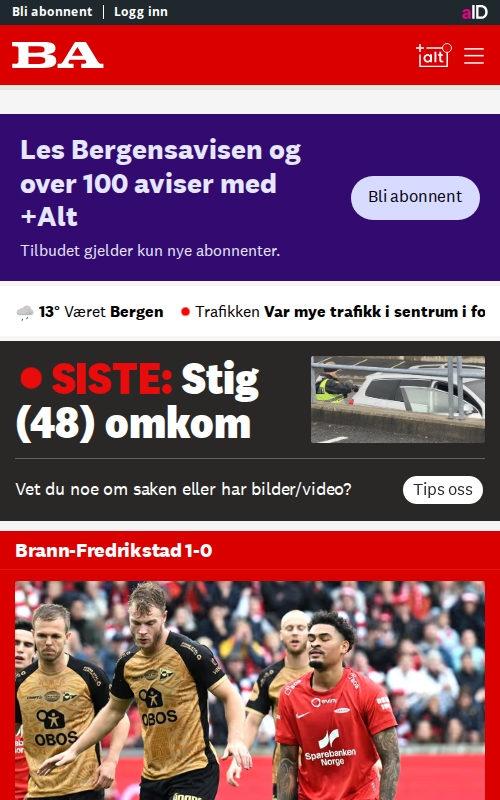 Bli abonnent
Logg inn
aID
BA
+alt
Les Bergensavisen og
over 100 aviser med
+Alt
Bli abonnent
Tilbudet gjelder kun nye abonnenter.
13° Været Bergen
Trafikken Var mye trafikk i sentrum i fo
SISTE: Stig
(48) omkom
Vet du noe om saken eller har bilder/video?
Tips oss
Brann-Fredrikstad 1-0
OBOS
OBOS
Sparebanken
Norge